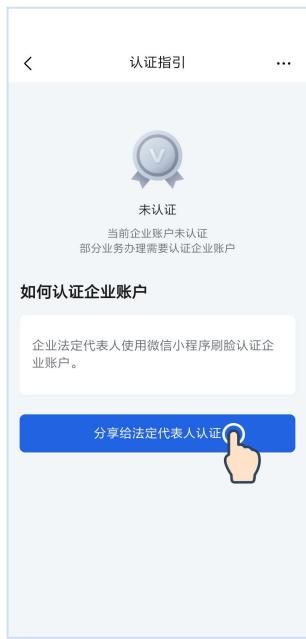 认证指引
V
未认证
当前企业账户未认证
部分业务办理需要认证企业账户
如何认证企业账户
企业法定代表人使用微信小程序刷脸认证企
业账户。
分享给法定代表人认证